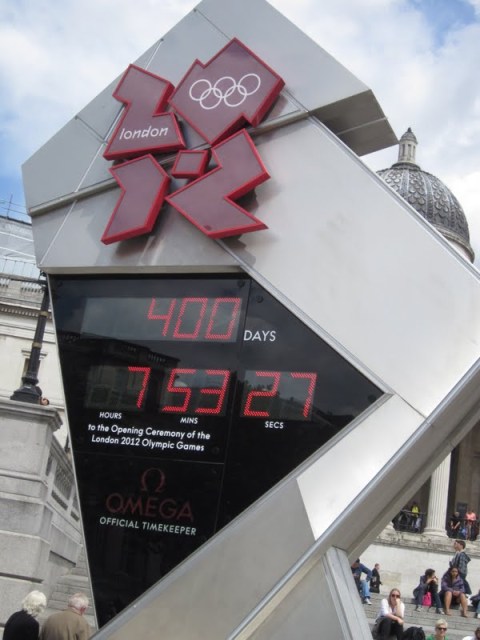 london
400 DAYS
7 53 27
HOURS MINS SECS
to the Opening Ceremony of the
London 2012 Olympic Games
Ω
OMEGA
OFFICIAL TIMEKEEPER